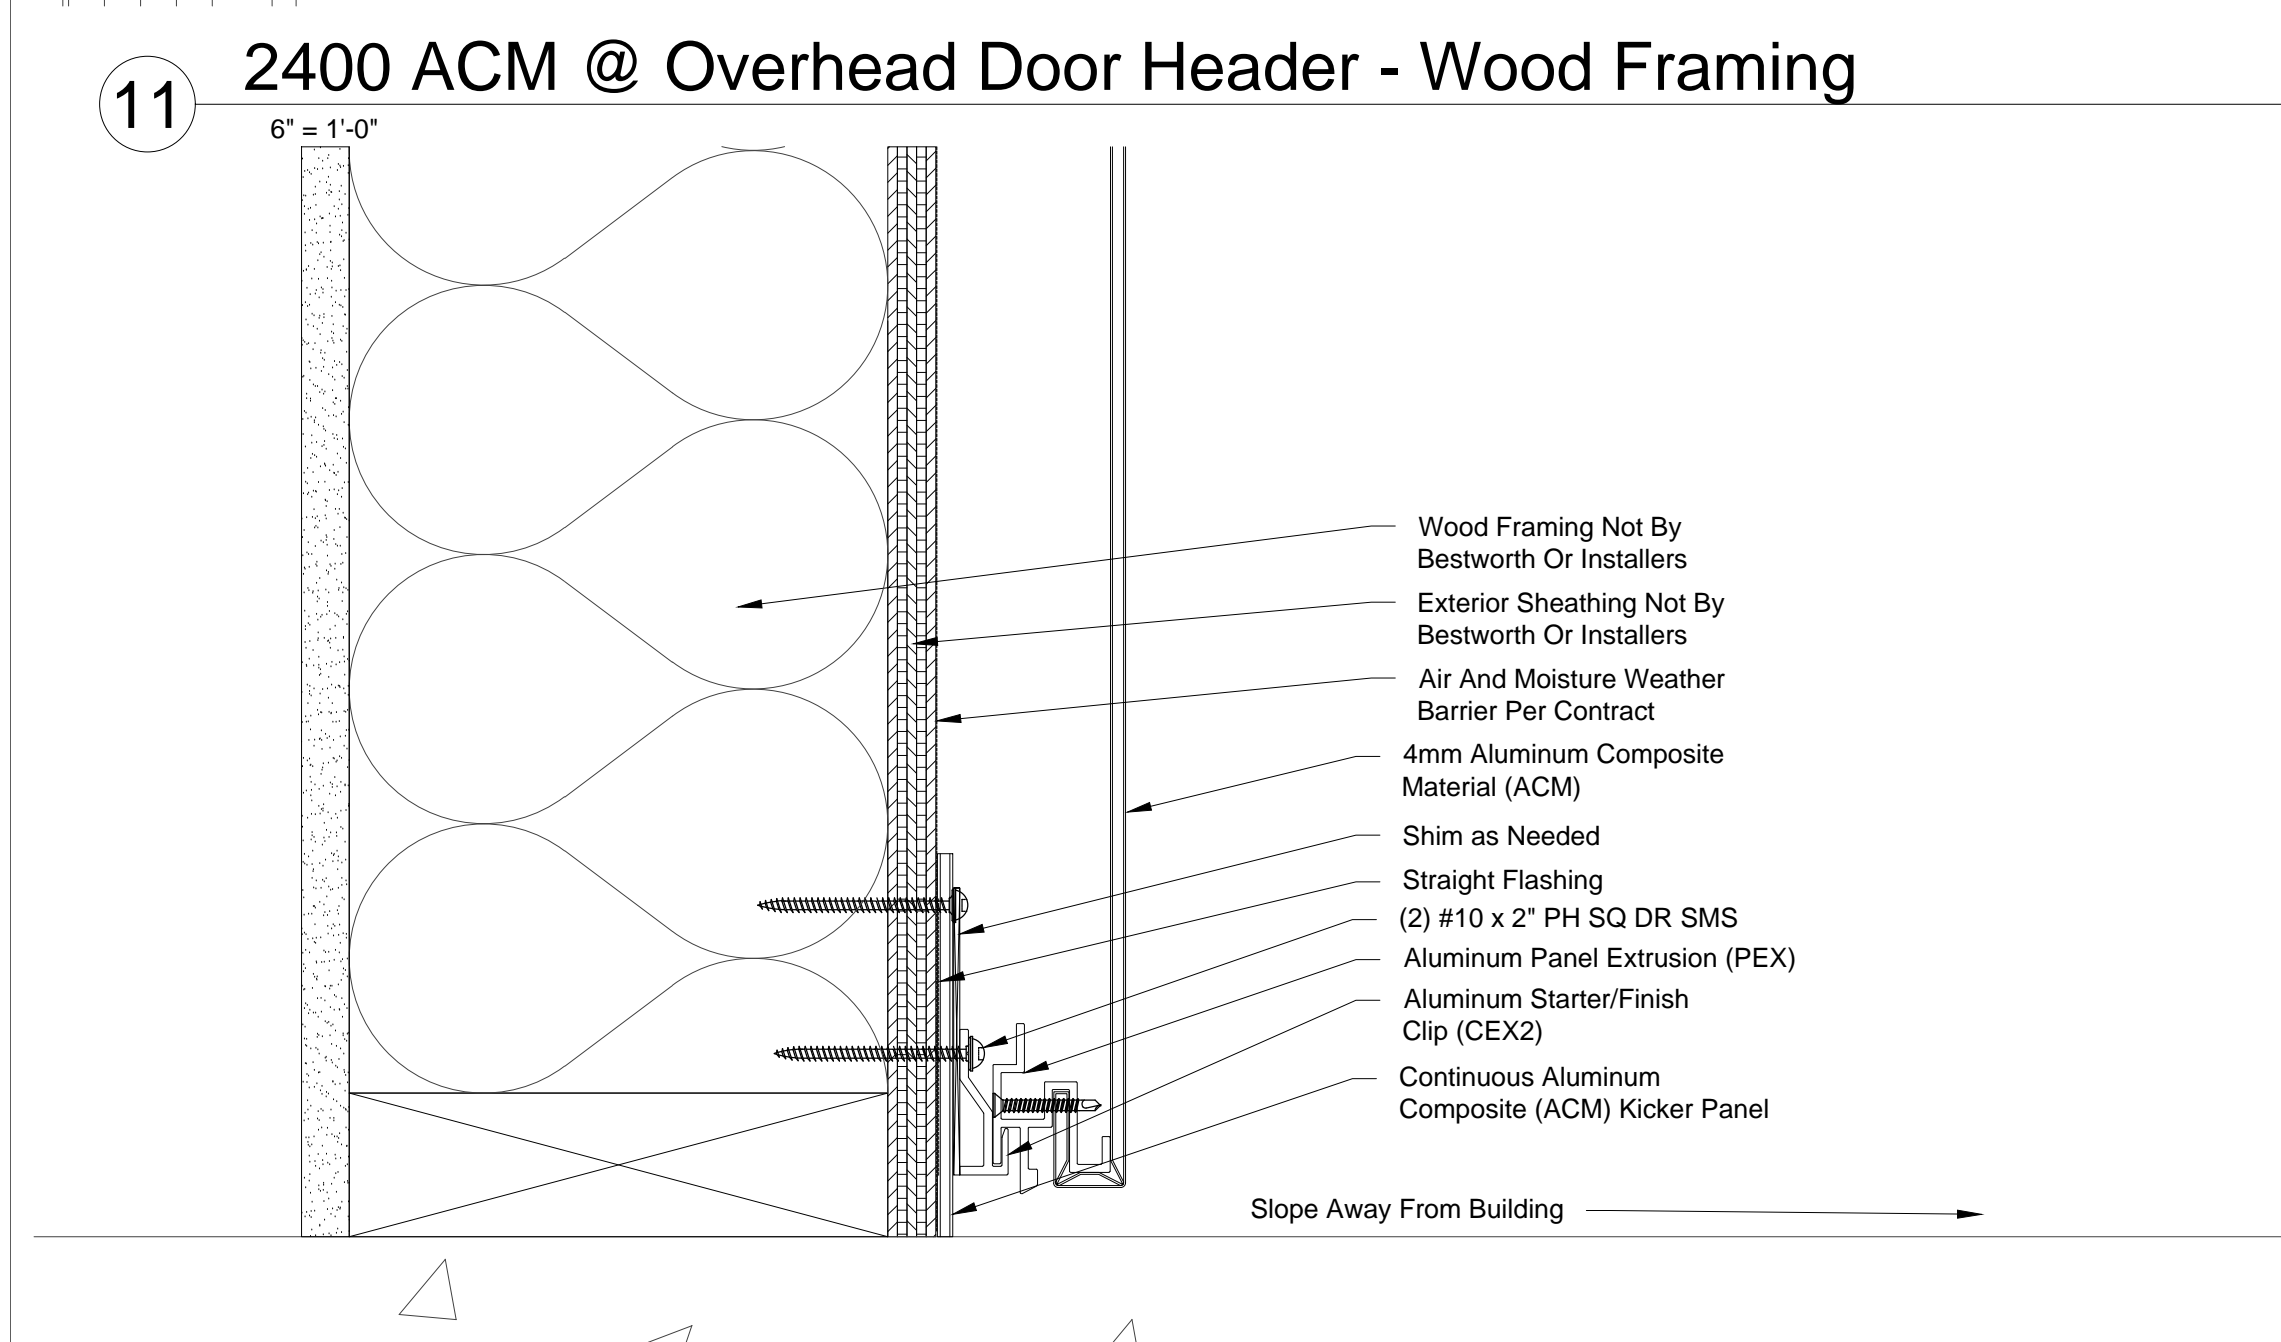 11
2400 ACM @ Overhead Door Header - Wood Framing
6" = 1'-0"
Wood Framing Not By
Bestworth Or Installers
Exterior Sheathing Not By
Bestworth Or Installers
Air And Moisture Weather
Barrier Per Contract
4mm Aluminum Composite
Material (ACM)
Shim as Needed
Straight Flashing
(2) #10 x 2" PH SQ DR SMS
Aluminum Panel Extrusion (PEX)
Aluminum Starter/Finish
Clip (CEX2)
Continuous Aluminum
Composite (ACM) Kicker Panel
Slope Away From Building